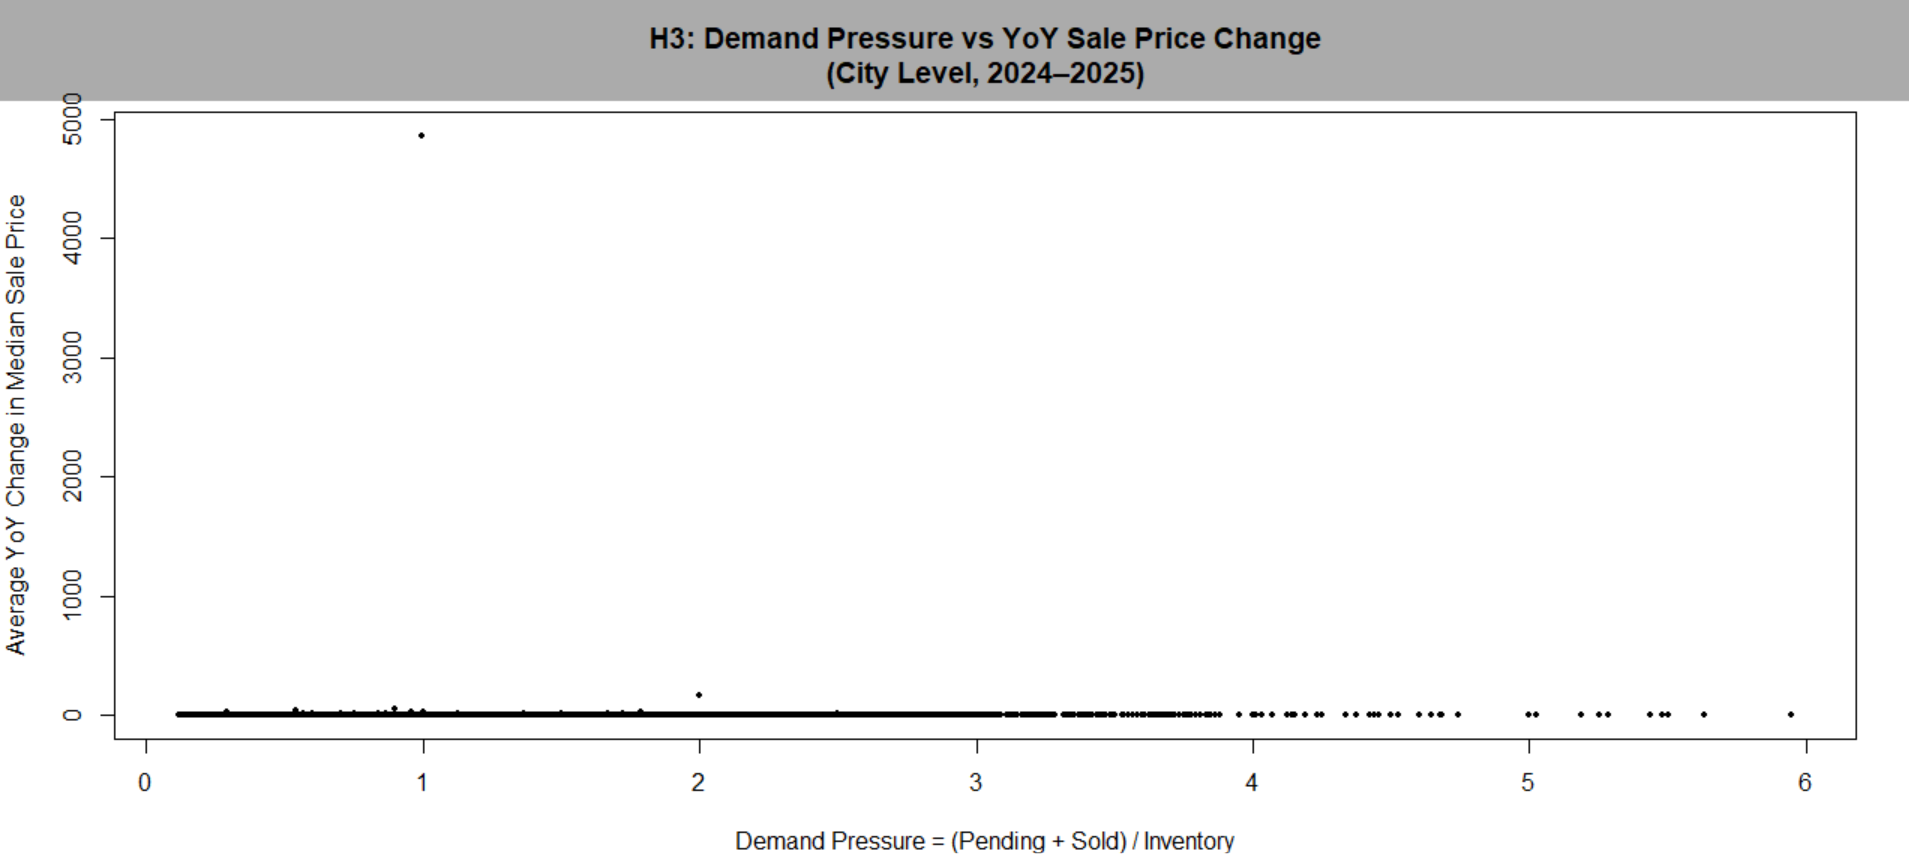 H3: Demand Pressure vs YoY Sale Price Change
(City Level, 2024–2025)
Average YoY Change in Median Sale Price
5000
4000
3000
2000
1000
0
0 1 2 3 4 5 6
Demand Pressure = (Pending + Sold) / Inventory